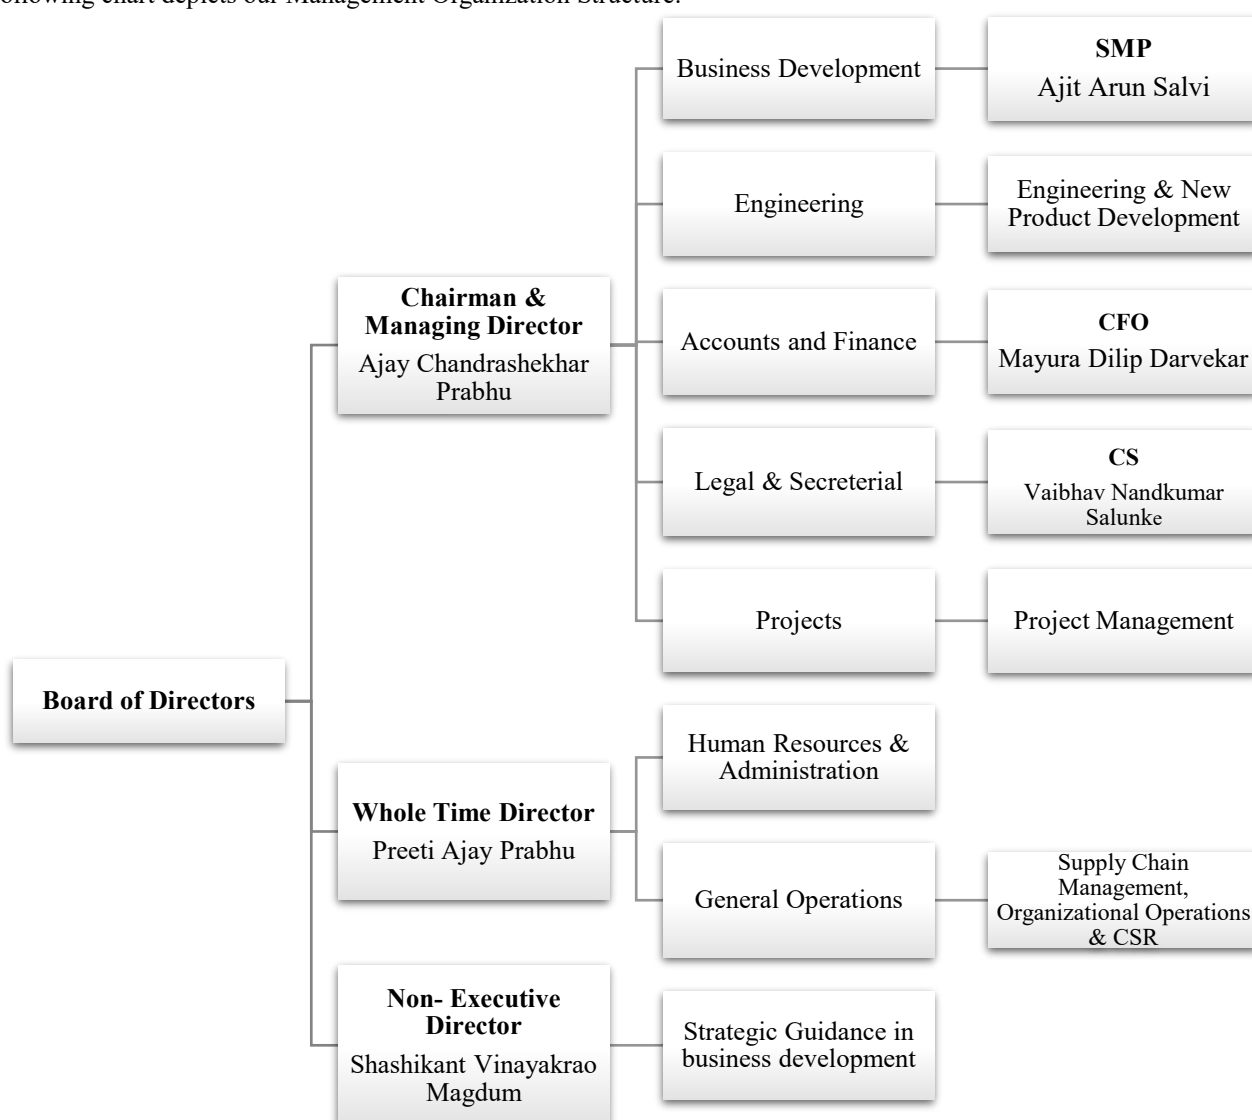 ollowing chart depicts our Management Organization Structure:
Business Development
SMP
Ajit Arun Salvi
Engineering
Engineering & New
Product Development
Chairman &
Managing Director
Ajay Chandrashekhar
Prabhu
Accounts and Finance
CFO
Mayura Dilip Darvekar
Legal & Secreterial
CS
Vaibhav Nandkumar
Salunke
Projects
Project Management
Board of Directors
Whole Time Director
Preeti Ajay Prabhu
Human Resources &
Administration
General Operations
Supply Chain
Management,
Organizational Operations
& CSR
Non- Executive
Director
Shashikant Vinayakrao
Magdum
Strategic Guidance in
business development